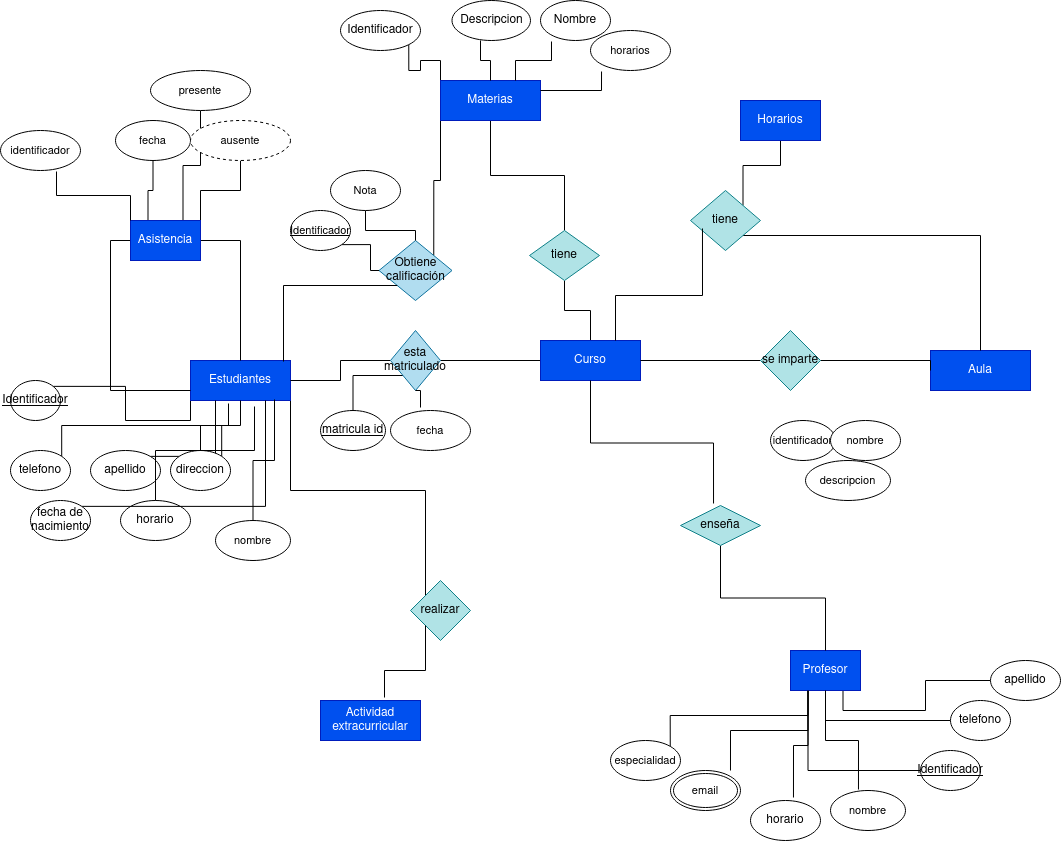 Identificador
Descripcion
Nombre
horarios
Materias
presente
fecha
ausente
identificador
Horarios
Nota
Identificador
tiene
Asistencia
Obtiene
calificación
tiene
Estudiantes
esta
matriculado
Curso
se imparte
Aula
Identificador
matricula id
fecha
identificador
nombre
telefono
apellido
direccion
descripcion
fecha de
nacimiento
horario
nombre
enseña
realizar
Profesor
apellido
Actividad
extracurricular
telefono
especialidad
Identificador
email
horario
nombre